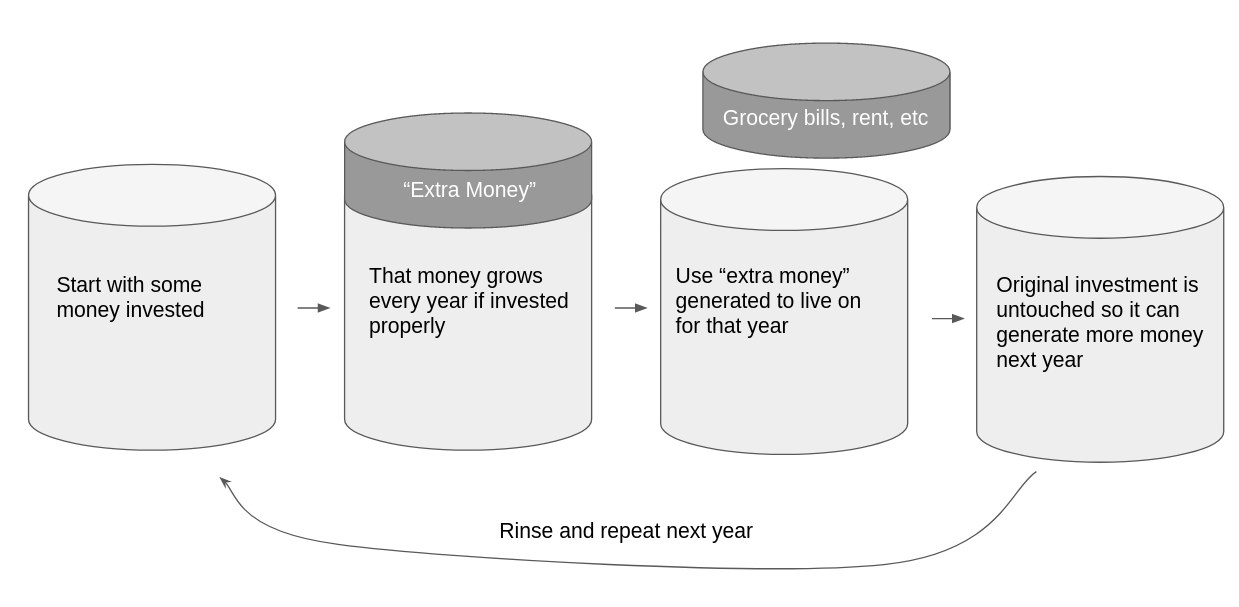 Start with some
money invested
“Extra Money”
That money grows
every year if invested
properly
Grocery bills, rent, etc
Use “extra money”
generated to live on
for that year
Original investment is
untouched so it can
generate more money
next year
Rinse and repeat next year